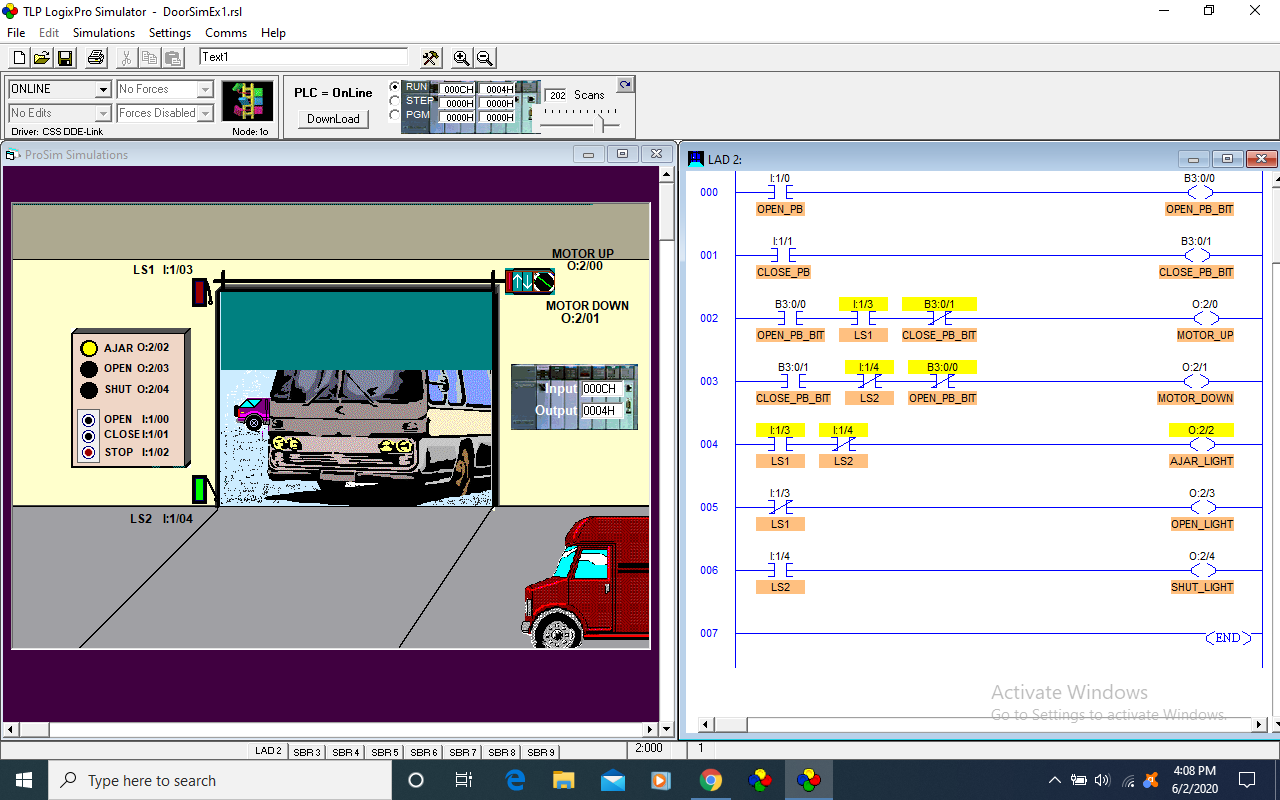 TLP LogixPro Simulator - DoorSimEx1.rsl
File Edit Simulations Settings Comms Help
Text1
ONLINE
No Forces
No Edits
Forces Disabled
Driver: CSS DDE-Link
Node: 1o
PLC = OnLine
DownLoad
RUN 000CH 0004H
STEP 0000H 0000H
PGM 0000H 0000H
202 Scans
ProSim Simulations
LS1 I:1/03
MOTOR UP
O:2/00
MOTOR DOWN
O:2/01
AJAR O:2/02
OPEN O:2/03
SHUT O:2/04
OPEN I:1/00
CLOSE I:1/01
STOP I:1/02
LS2 I:1/04
Input 000CH
Output 0004H
LAD 2:
000
I:1/0
OPEN_PB
B3:0/0
OPEN_PB_BIT
001
I:1/1
CLOSE_PB
B3:0/1
CLOSE_PB_BIT
002
B3:0/0 I:1/3 B3:0/1 O:2/0
OPEN_PB_BIT LS1 CLOSE_PB_BIT MOTOR_UP
003
B3:0/1 I:1/4 B3:0/0 O:2/1
CLOSE_PB_BIT LS2 OPEN_PB_BIT MOTOR_DOWN
004
I:1/3 I:1/4 O:2/2
LS1 LS2 AJAR_LIGHT
005
I:1/3 O:2/3
LS1 OPEN_LIGHT
006
I:1/4 O:2/4
LS2 SHUT_LIGHT
007
END
Activate Windows
Go to Settings to activate Windows.
LAD 2 SBR 3 SBR 4 SBR 5 SBR 6 SBR 7 SBR 8 SBR 9
2:000
1
Type here to search
4:08 PM
6/2/2020